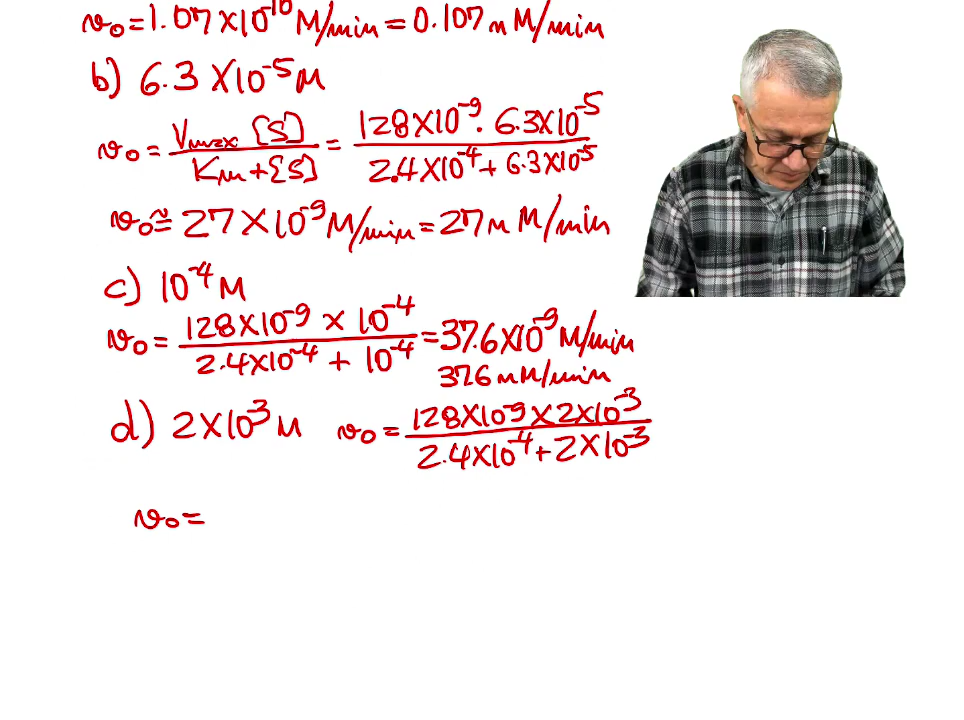 v₀ = 1.07 × 10⁻¹⁰ M/min = 0.107 n M/min
b) 6.3 × 10⁻⁵ M
v₀ = Vmax [S] / Km + [S] = 128 × 10⁻⁹ · 6.3 × 10⁻⁵ / 2.4 × 10⁻⁴ + 6.3 × 10⁻⁵
v₀ ≅ 27 × 10⁻⁹ M/min = 27 n M/min
c) 10⁻⁴ M
v₀ = 128 × 10⁻⁹ × 10⁻⁴ / 2.4 × 10⁻⁴ + 10⁻⁴ = 37.6 × 10⁻⁹ M/min
37.6 n M/min
d) 2 × 10⁻³ M v₀ = 128 × 10⁻⁹ × 2 × 10⁻³ / 2.4 × 10⁻⁴ + 2 × 10⁻³
v₀ =